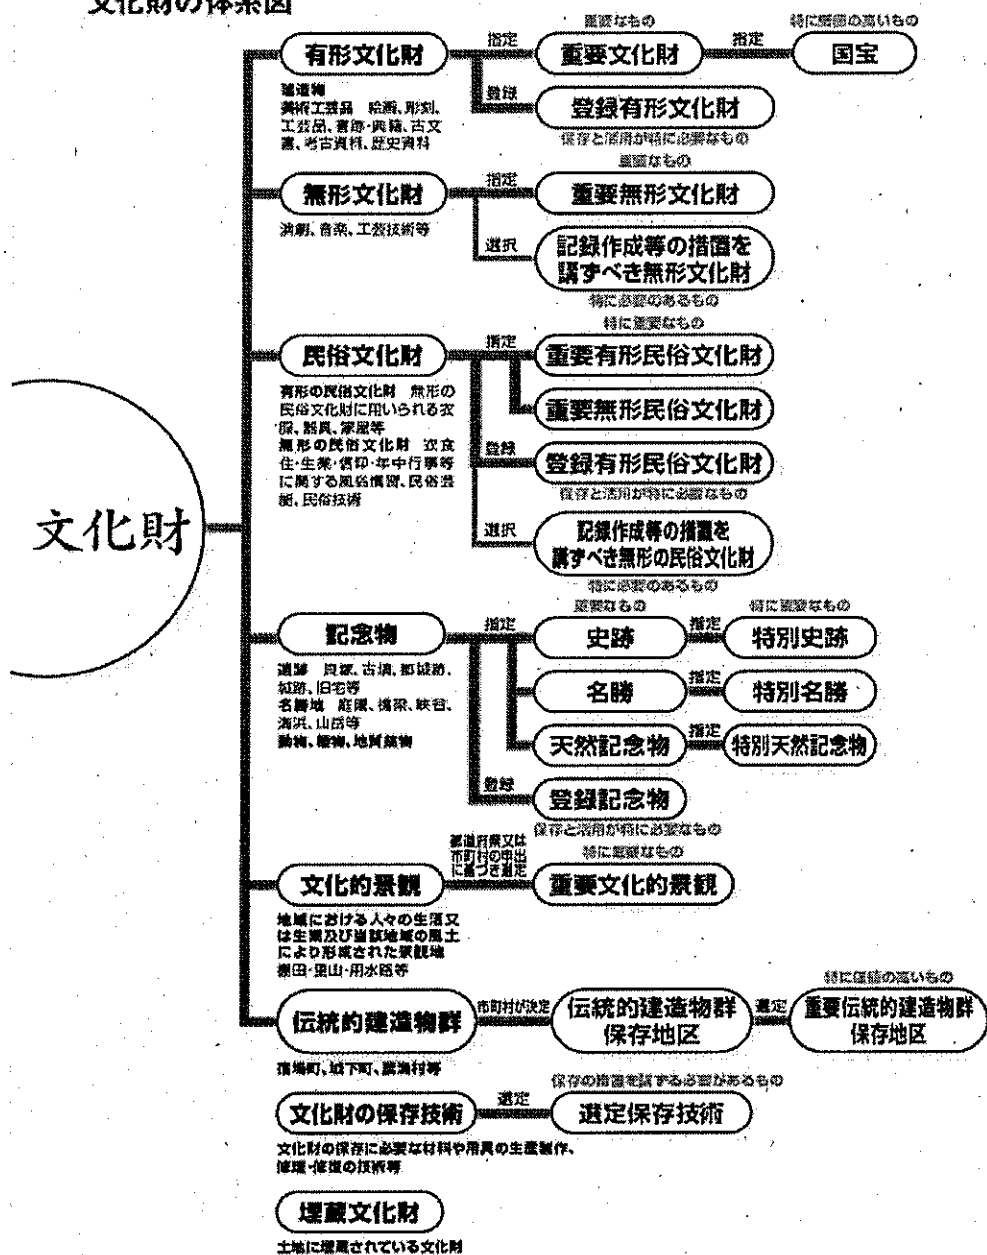 文化財の体系図
重要なもの
特に価値の高いもの
有形文化財
指定
重要文化財
指定
国宝
建造物
美術工芸品 絵画、彫刻、
工芸品、書跡・典籍、古文
書、考古資料、歴史資料
登録
登録有形文化財
保存と活用が特に必要なもの
重要なもの
無形文化財
指定
重要無形文化財
演劇、音楽、工芸技術等
選択
記録作成等の措置を
講ずべき無形文化財
特に必要のあるもの
特に重要なもの
民俗文化財
指定
重要有形民俗文化財
有形の民俗文化財 無形の
民俗文化財に用いられる衣
服、器具、家屋等
無形の民俗文化財 衣食
住・生業・信仰・年中行事等
に関する風俗慣習、民俗芸
能、民俗技術
重要無形民俗文化財
登録
登録有形民俗文化財
保存と活用が特に必要なもの
選択
記録作成等の措置を
講ずべき無形の民俗文化財
特に必要のあるもの
文化財
重要なもの
特に重要なもの
記念物
指定
史跡
指定
特別史跡
遺跡 貝塚、古墳、都城跡、
城跡、旧宅等
名勝地 庭園、橋梁、峡谷、
海浜、山岳等
動物、植物、地質鉱物
名勝
指定
特別名勝
天然記念物
指定
特別天然記念物
登録
登録記念物
保存と活用が特に必要なもの
都道府県又は
市町村の申出
に基づき選定
特に重要なもの
文化的景観
重要文化的景観
地域における人々の生活又
は生業及び当該地域の風土
により形成された景観地
棚田・里山・用水路等
特に価値の高いもの
伝統的建造物群
市町村が決定
伝統的建造物群
保存地区
選定
重要伝統的建造物群
保存地区
宿場町、城下町、農漁村等
保存の措置を講ずる必要があるもの
文化財の保存技術
選定
選定保存技術
文化財の保存に必要な材料や用具の生産製作、
修理・修復の技術等
埋蔵文化財
土地に埋蔵されている文化財